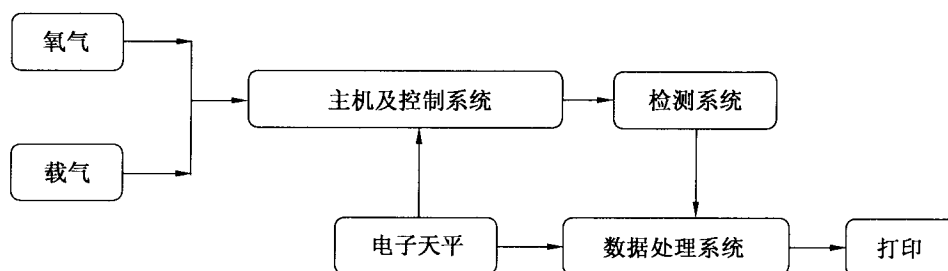 氧气
主机及控制系统
检测系统
载气
电子天平
数据处理系统
打印